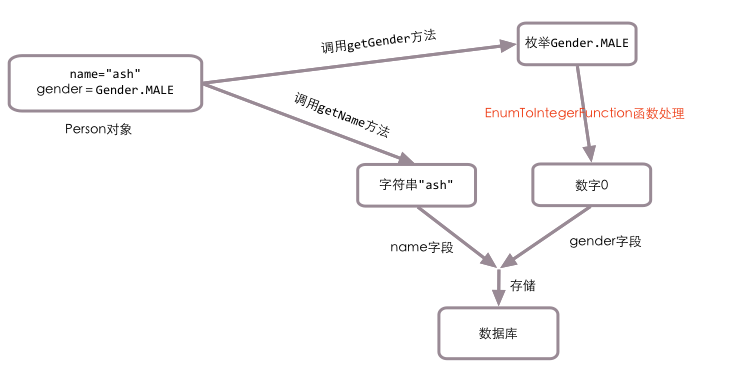 name="ash"
gender = Gender.MALE
Person对象
调用getGender方法
枚举Gender.MALE
调用getName方法
EnumToIntegerFunction函数处理
字符串"ash"
数字0
name字段
gender字段
存储
数据库